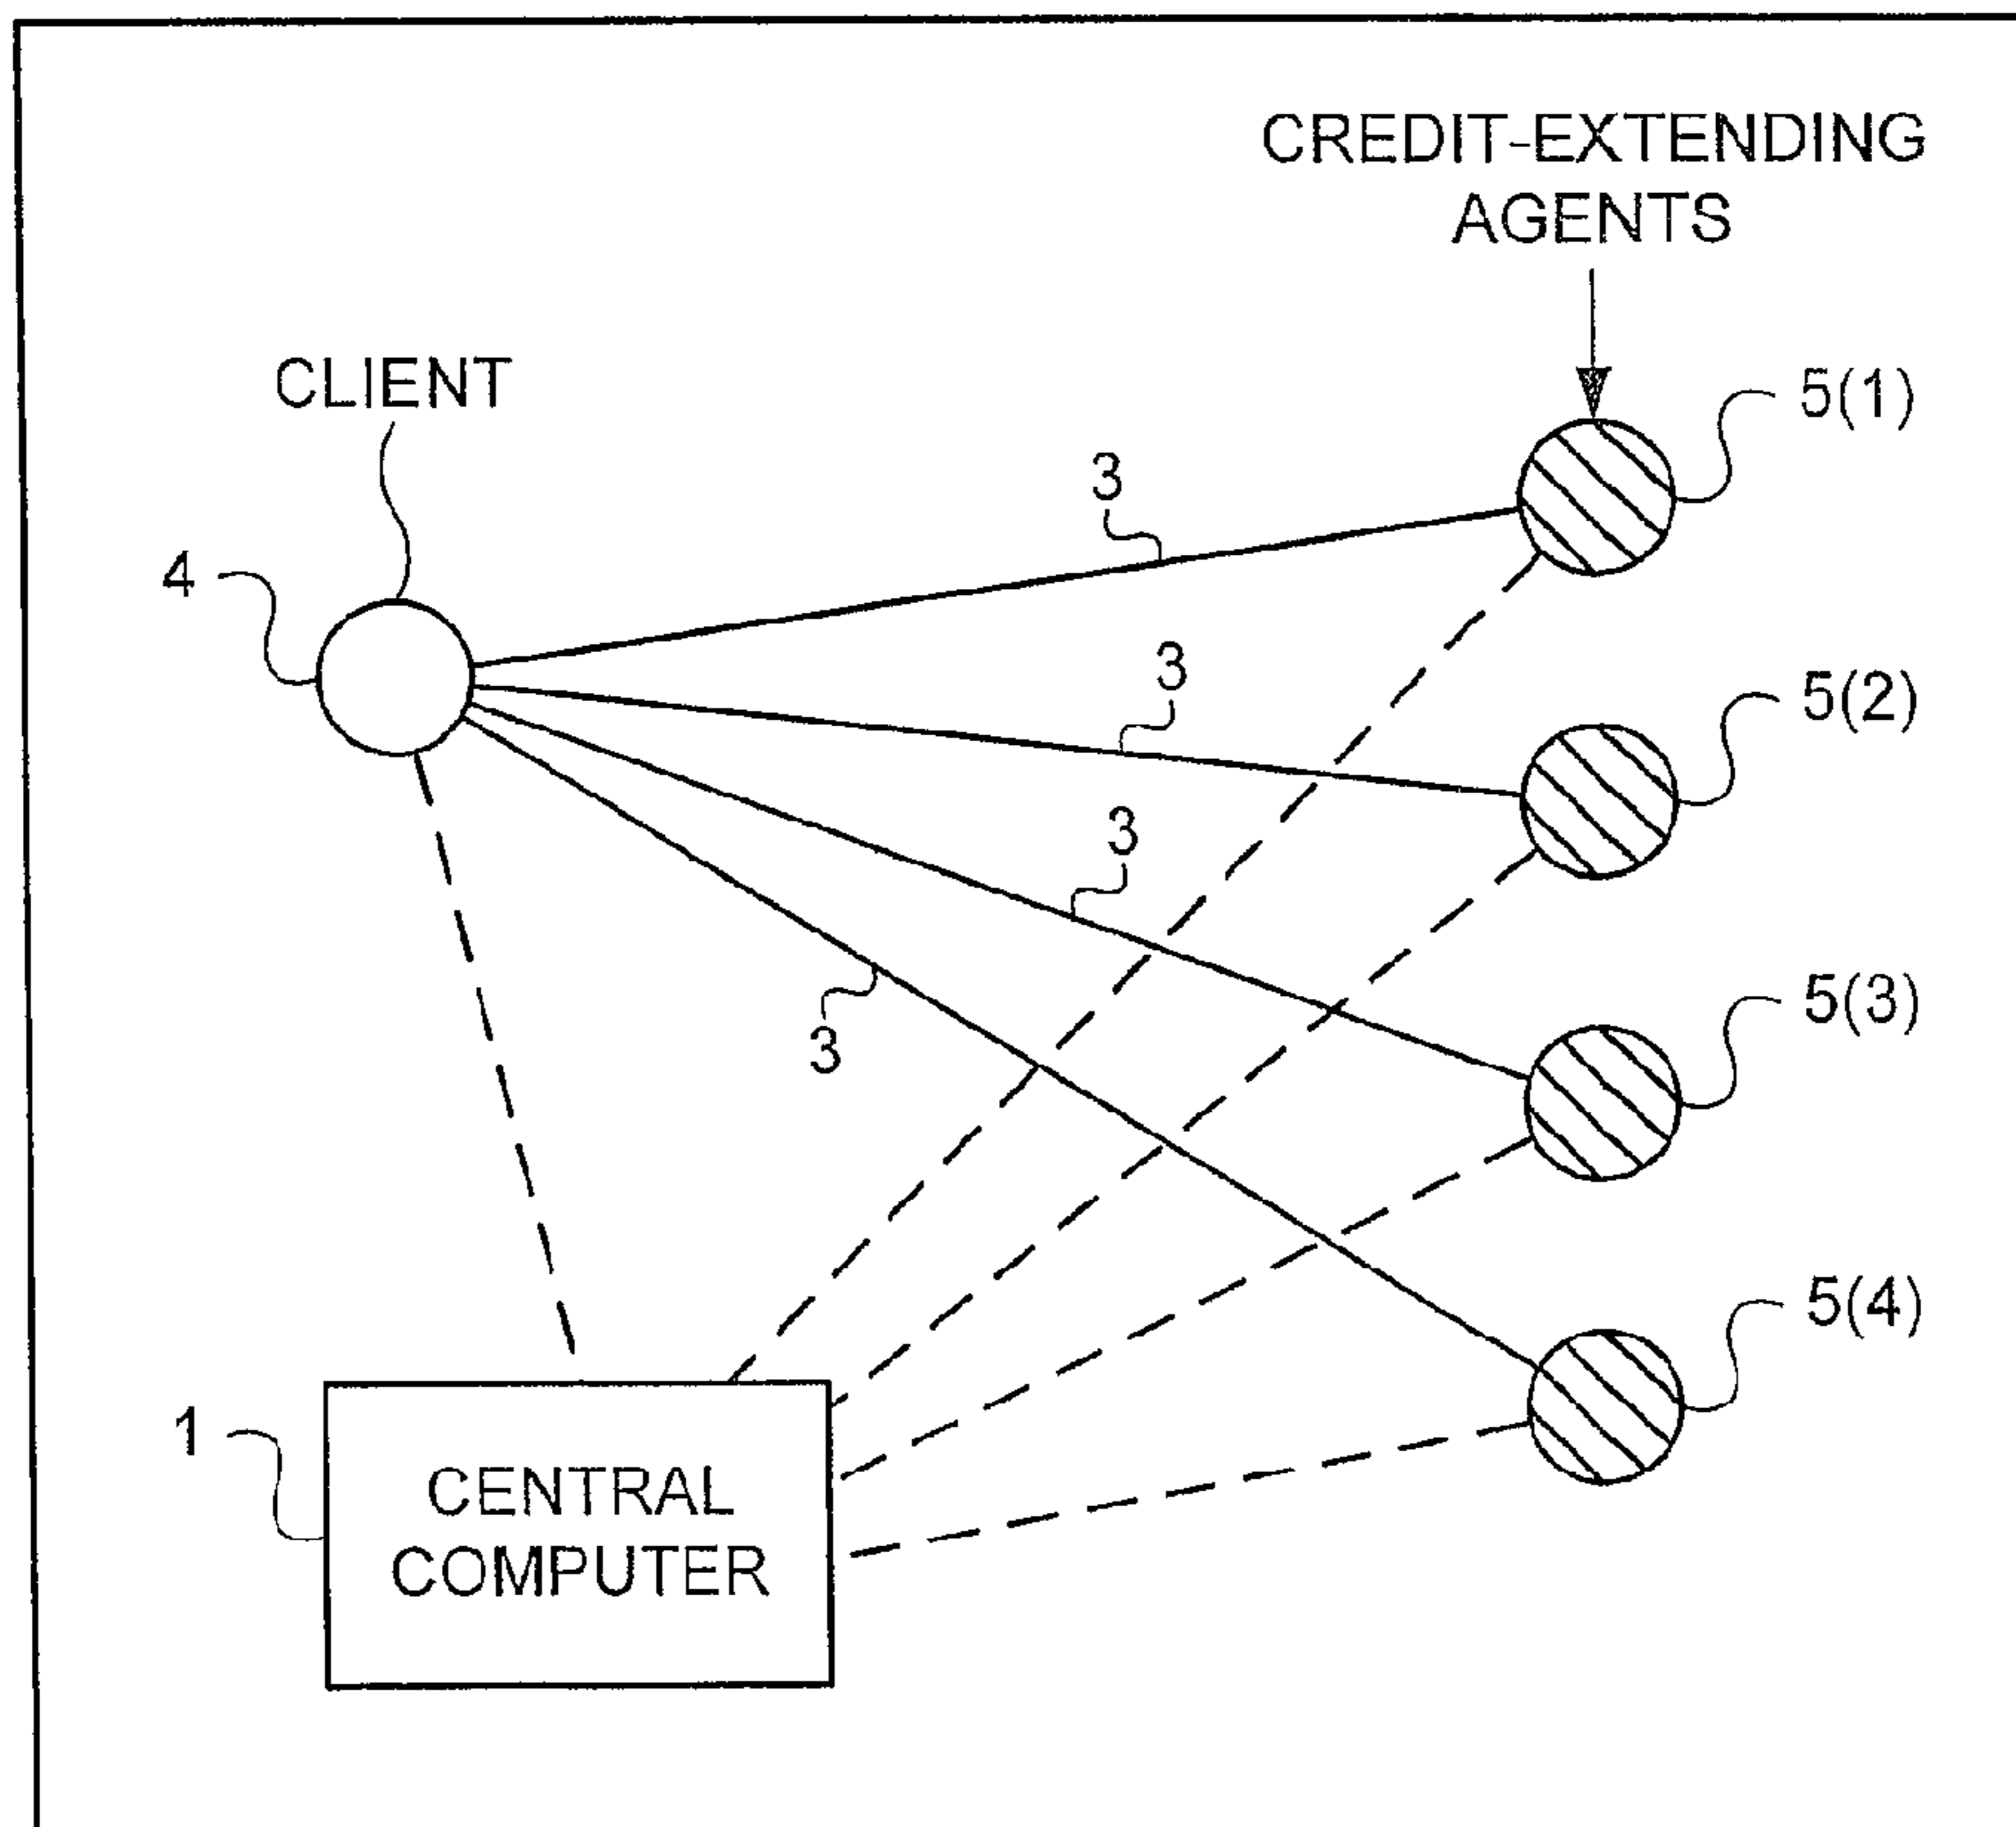 CREDIT-EXTENDING
AGENTS
CLIENT
5(1)
3
4
3
5(2)
3
3
5(3)
5(4)
1
CENTRAL
COMPUTER